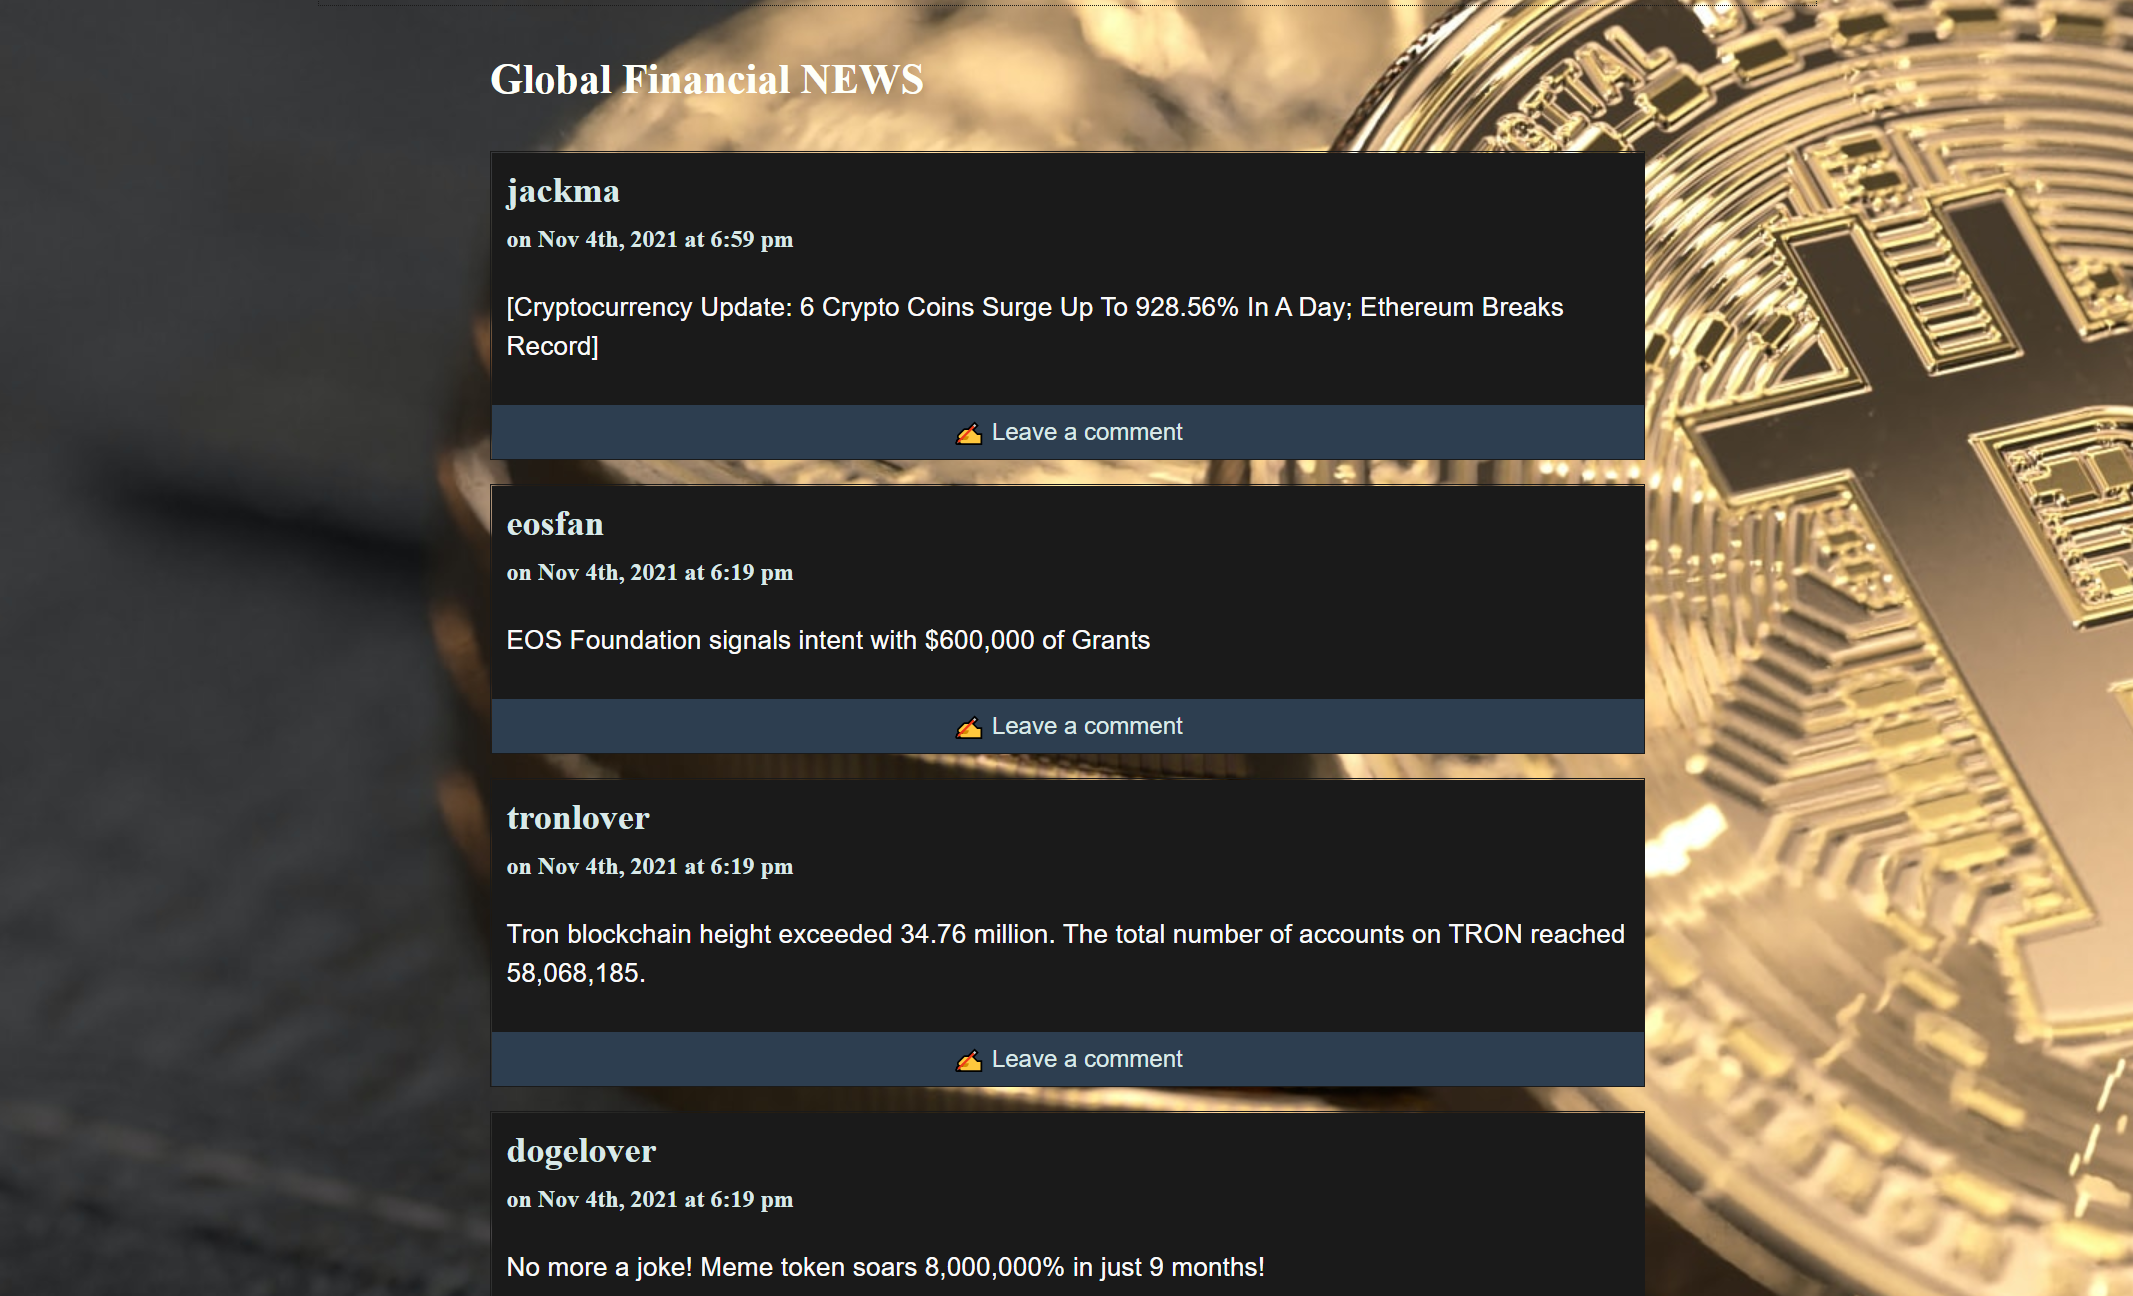 Global Financial NEWS
jackma
on Nov 4th, 2021 at 6:59 pm
[Cryptocurrency Update: 6 Crypto Coins Surge Up To 928.56% In A Day; Ethereum Breaks
Record]
✍ Leave a comment
eosfan
on Nov 4th, 2021 at 6:19 pm
EOS Foundation signals intent with $600,000 of Grants
✍ Leave a comment
tronlover
on Nov 4th, 2021 at 6:19 pm
Tron blockchain height exceeded 34.76 million. The total number of accounts on TRON reached
58,068,185.
✍ Leave a comment
dogelover
on Nov 4th, 2021 at 6:19 pm
No more a joke! Meme token soars 8,000,000% in just 9 months!